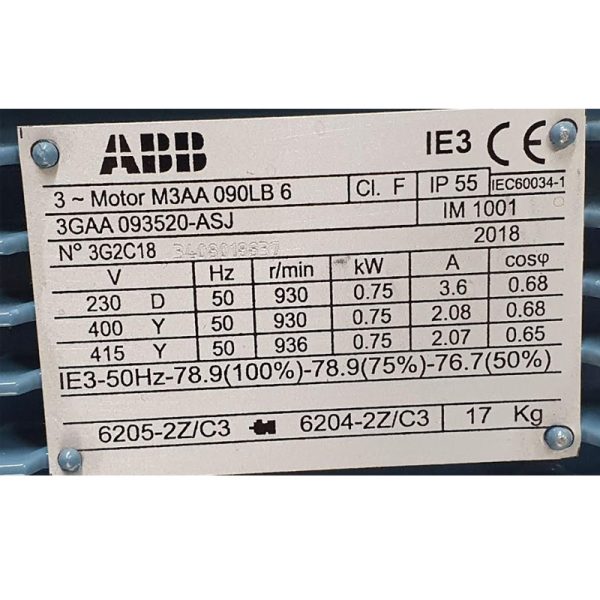 ABB IE3 CE
3 ~ Motor M3AA 090LB 6 Cl. F IP 55 IEC60034-1
3GAA 093520-ASJ IM 1001
N° 3G2C18 2018
V Hz r/min kW A cosφ
230 D 50 930 0.75 3.6 0.68
400 Y 50 930 0.75 2.08 0.68
415 Y 50 936 0.75 2.07 0.65
IE3-50Hz-78.9(100%)-78.9(75%)-76.7(50%)
6205-2Z/C3 6204-2Z/C3 17 Kg